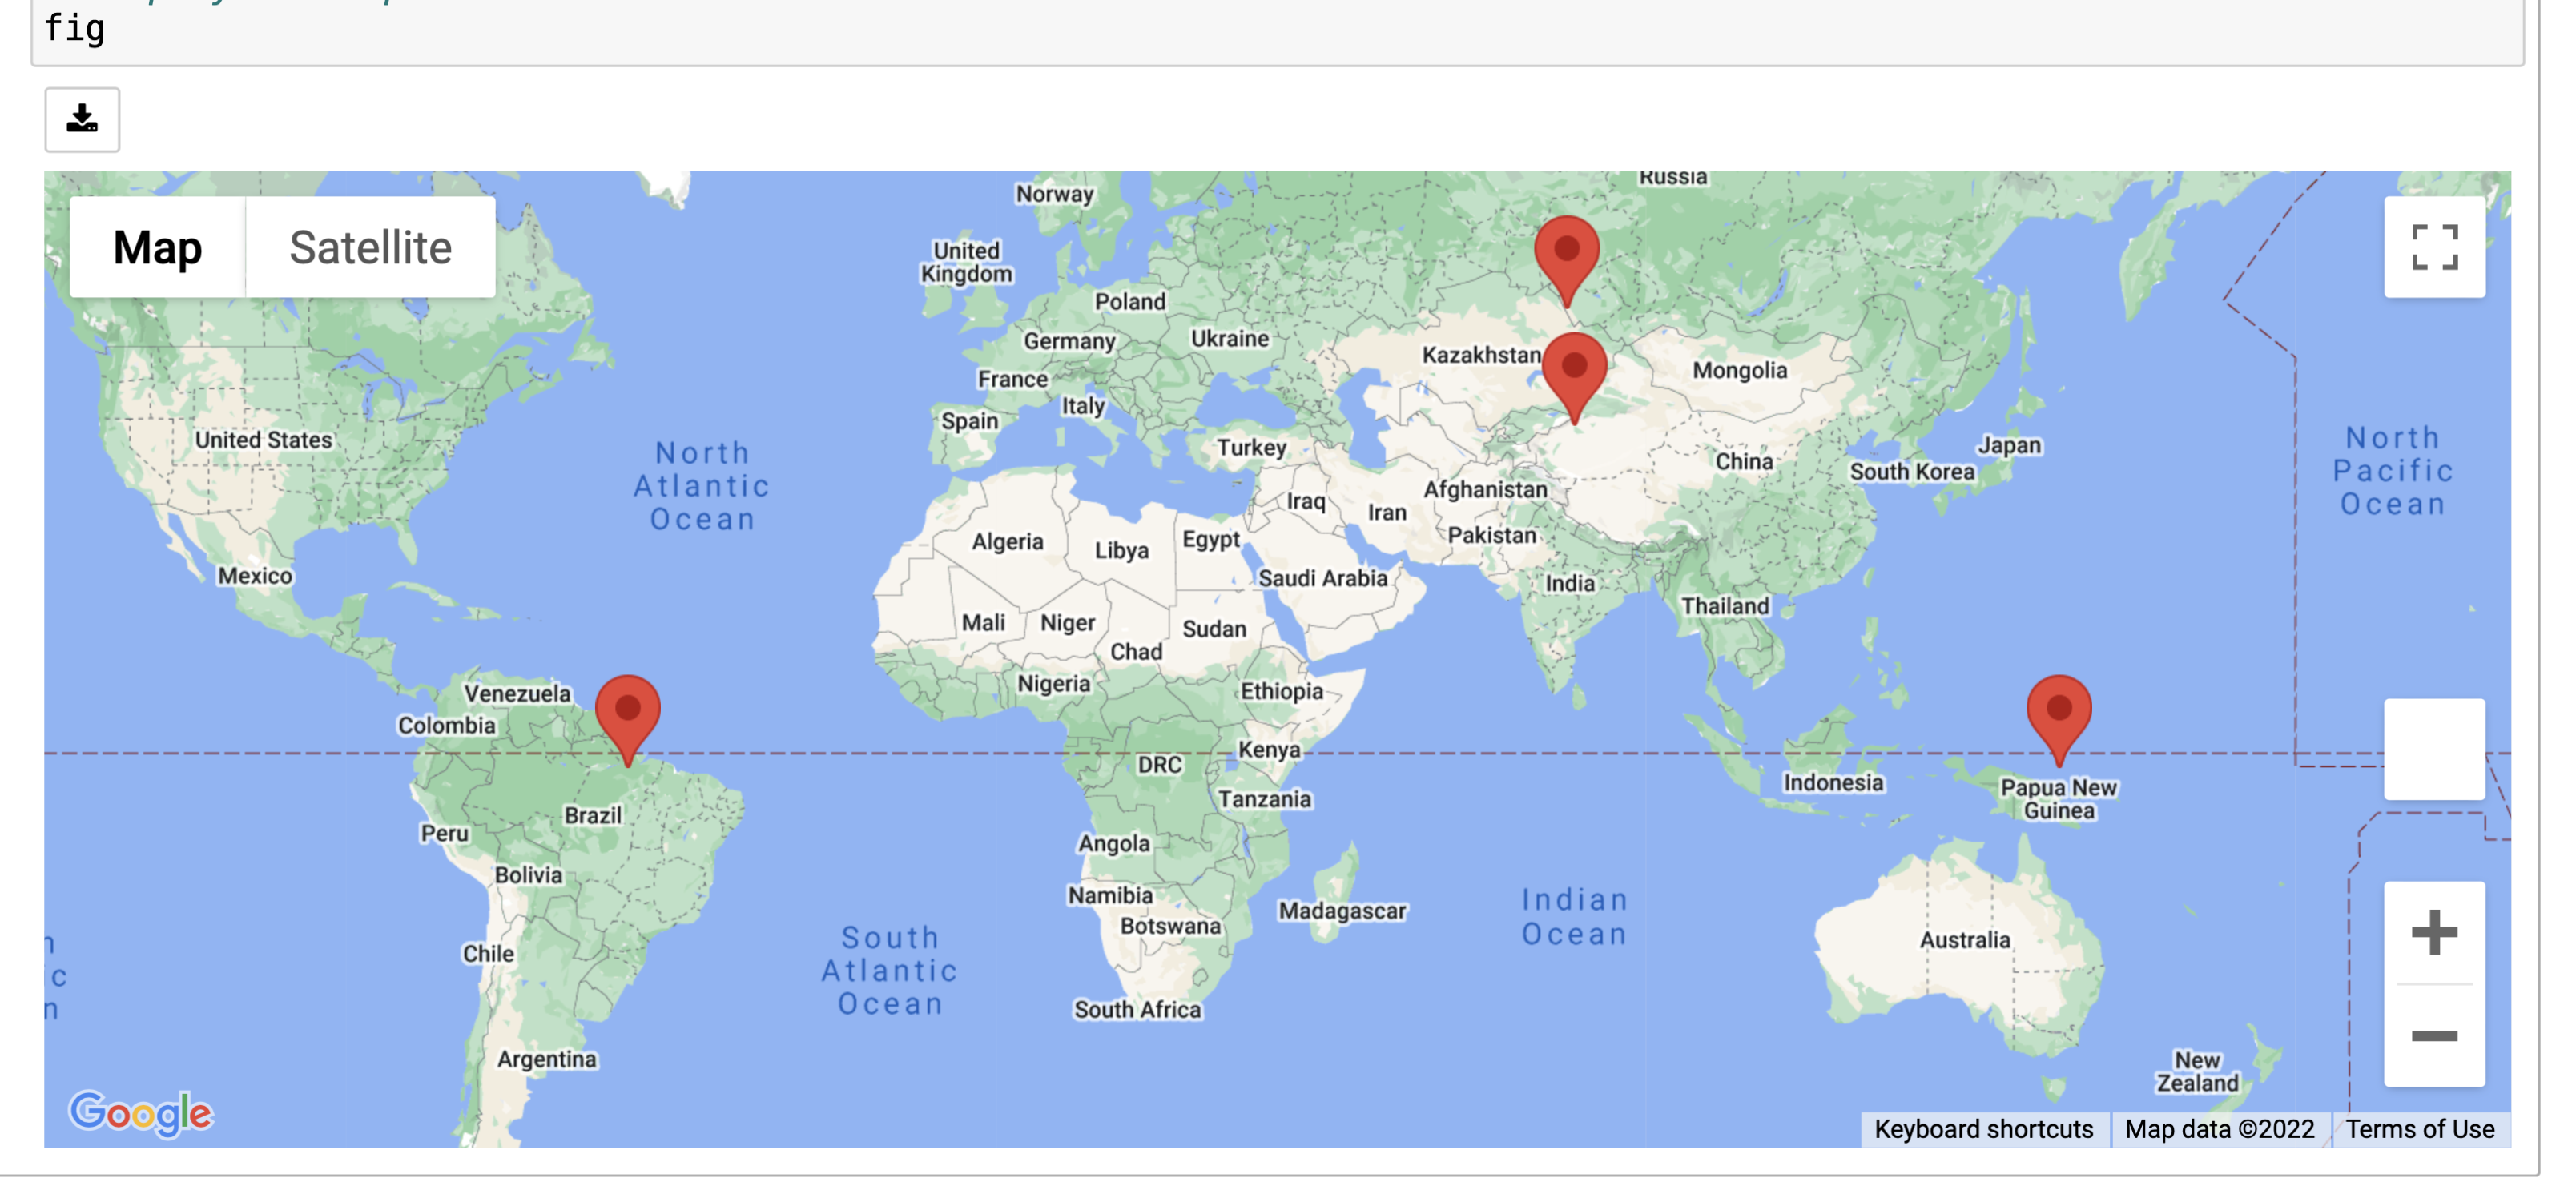 fig
Russia
Norway
Map
Satellite
United
Kingdom
Poland
Germany
Ukraine
Kazakhstan
Mongolia
France
Italy
Spain
United States
Turkey
Japan
China
South Korea
North
Atlantic
Ocean
North
Pacific
Ocean
Afghanistan
Iraq
Iran
Algeria
Libya
Egypt
Pakistan
Mexico
Saudi Arabia
India
Thailand
Mali
Niger
Sudan
Chad
Venezuela
Nigeria
Ethiopia
Colombia
Kenya
DRC
Indonesia
Papua New
Guinea
Tanzania
Brazil
Peru
Angola
Bolivia
Namibia
Madagascar
Botswana
Indian
Ocean
Chile
South
Atlantic
Ocean
Australia
South Africa
Argentina
New
Zealand
Google
Keyboard shortcuts
Map data ©2022
Terms of Use